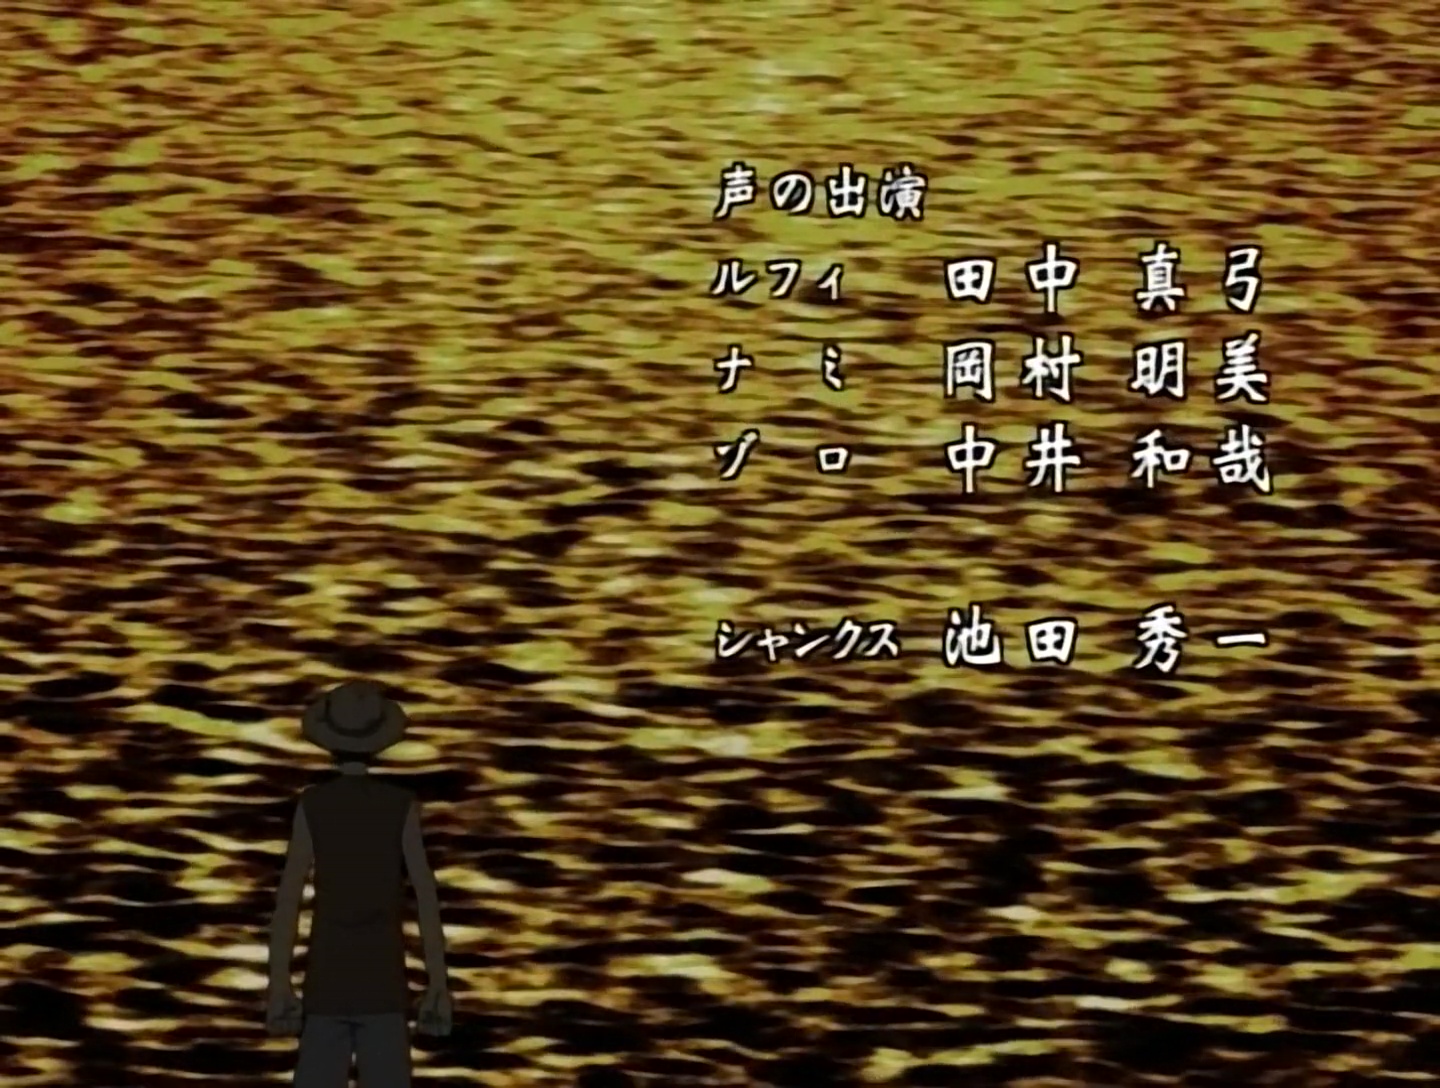 声の出演
ルフィ 田中 真弓
ナミ 岡村 明美
ゾロ 中井 和哉
シャンクス 池田 秀一